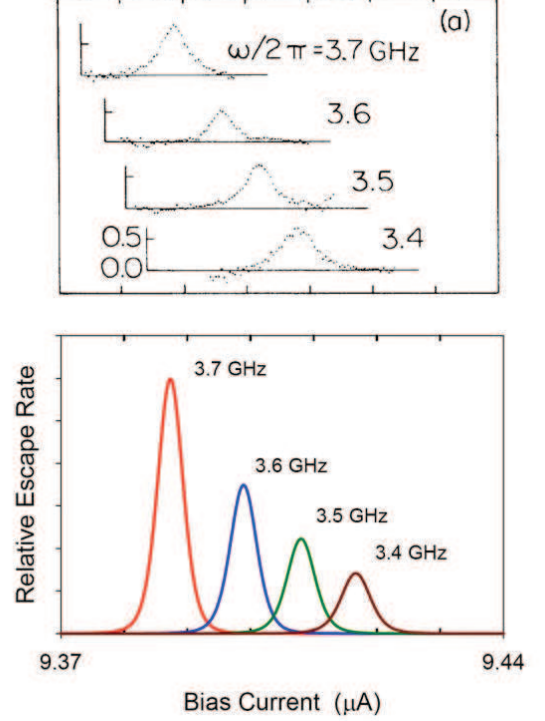 (a)
ω/2π=3.7 GHz
3.6
3.5
0.5
3.4
0.0
3.7 GHz
3.6 GHz
3.5 GHz
3.4 GHz
Relative Escape Rate
9.37
9.44
Bias Current (μA)